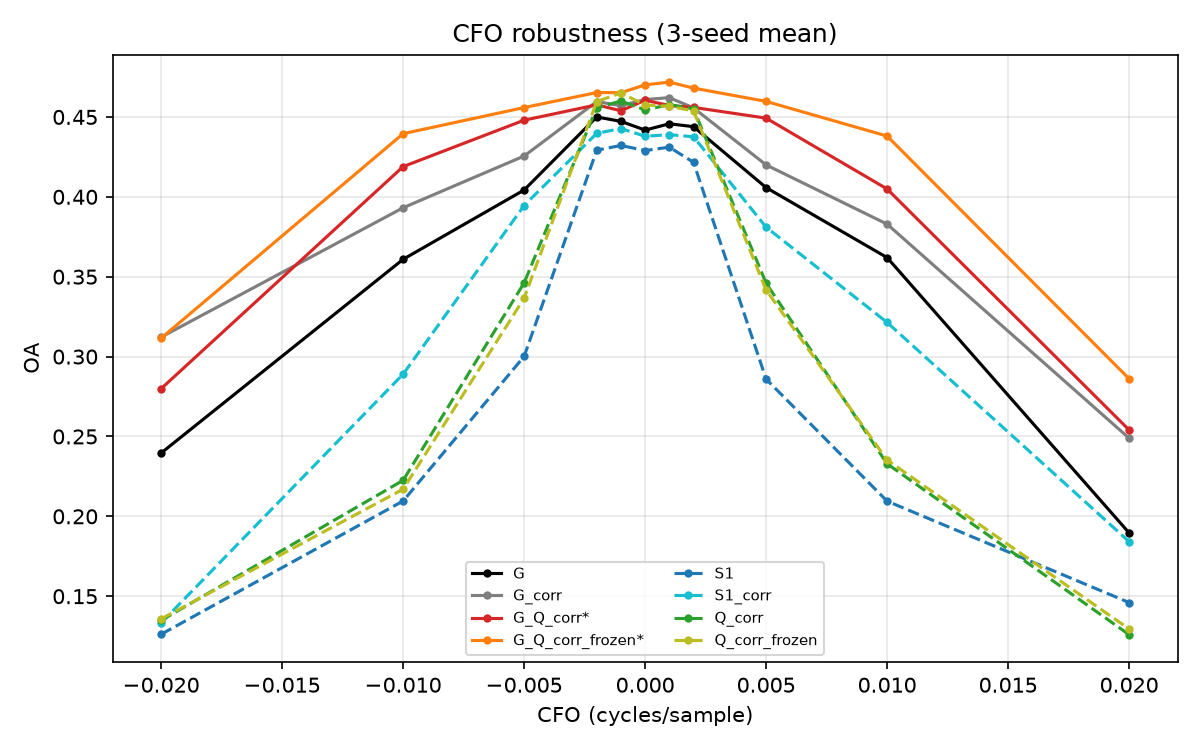 CFO robustness (3-seed mean)
OA
0.45
0.40
0.35
0.30
0.25
0.20
0.15
G
G_corr
G_Q_corr*
G_Q_corr_frozen*
S1
S1_corr
Q_corr
Q_corr_frozen
−0.020 −0.015 −0.010 −0.005 0.000 0.005 0.010 0.015 0.020
CFO (cycles/sample)